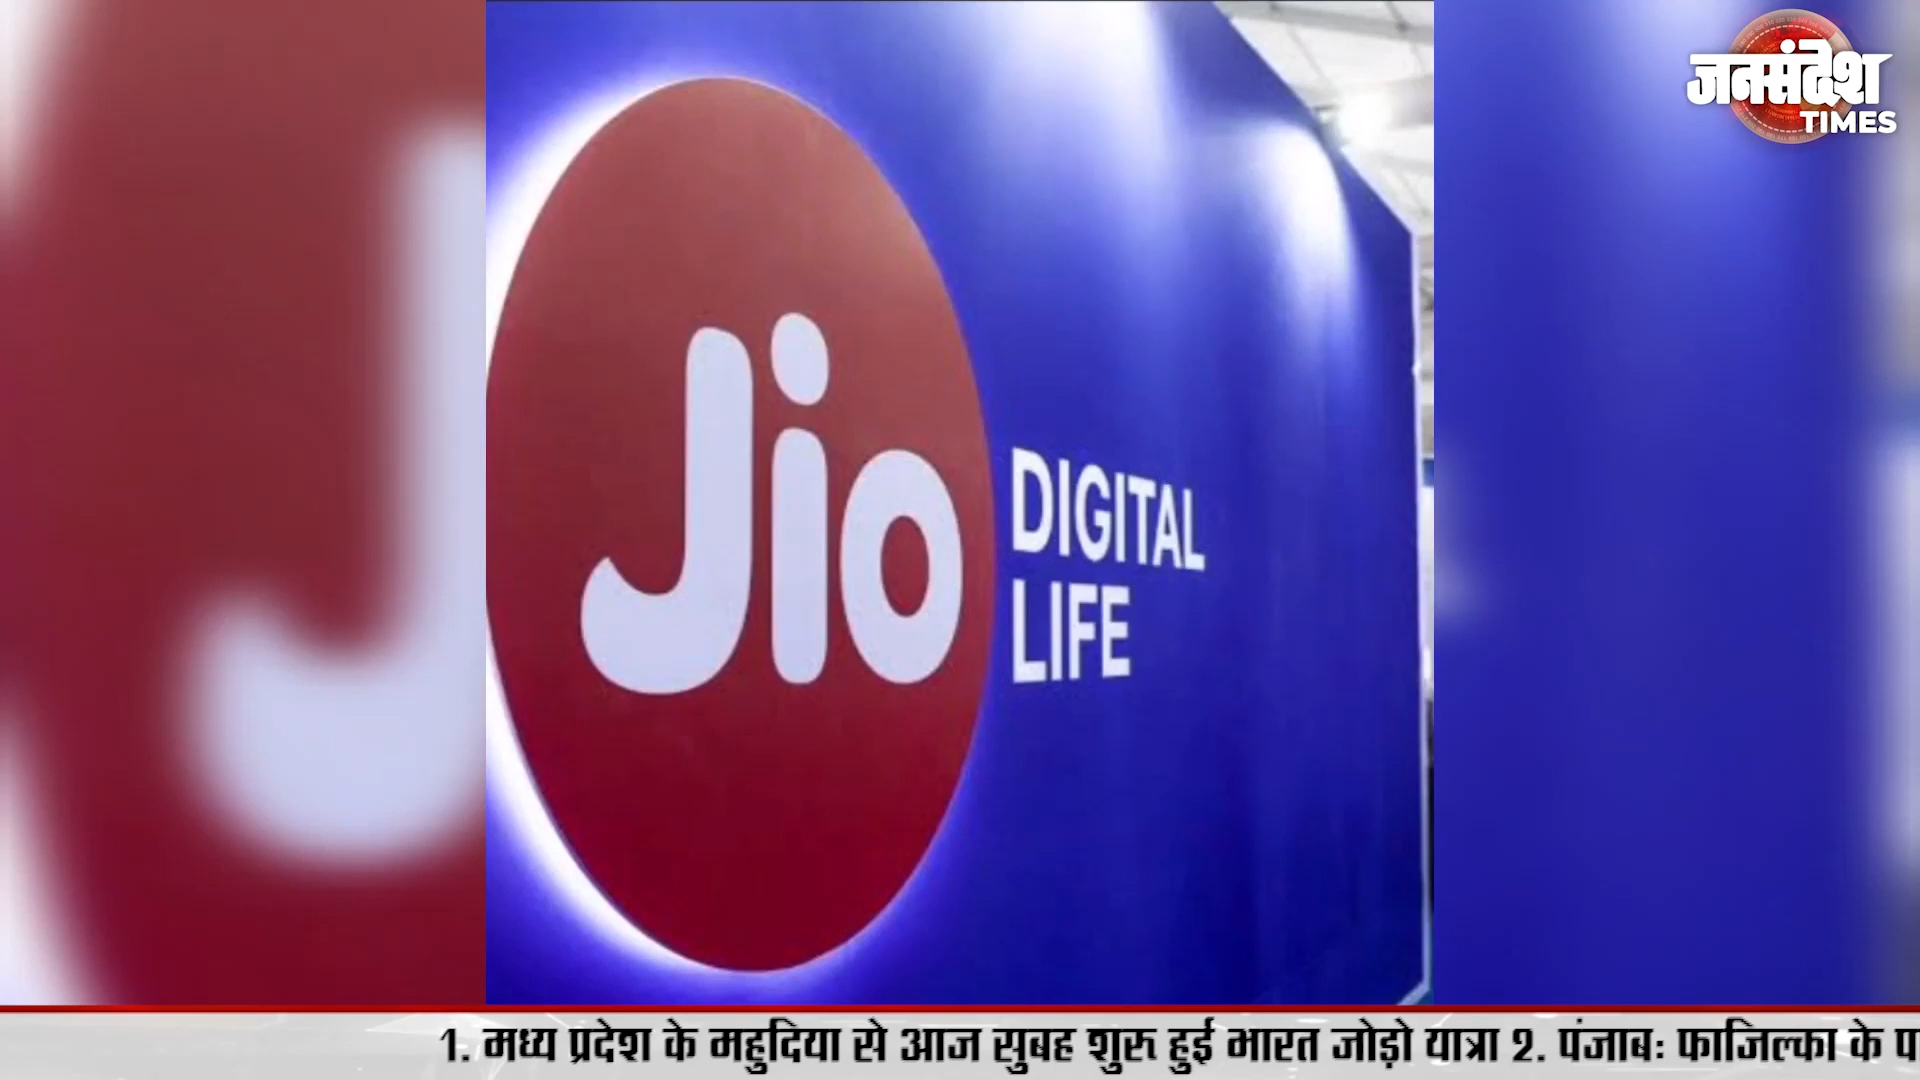 जनसंदेश
TIMES
Jio
DIGITAL
LIFE
1. मध्य प्रदेश के महुदिया से आज सुबह शुरू हुई भारत जोड़ो यात्रा 2. पंजाबः फाजिल्का के